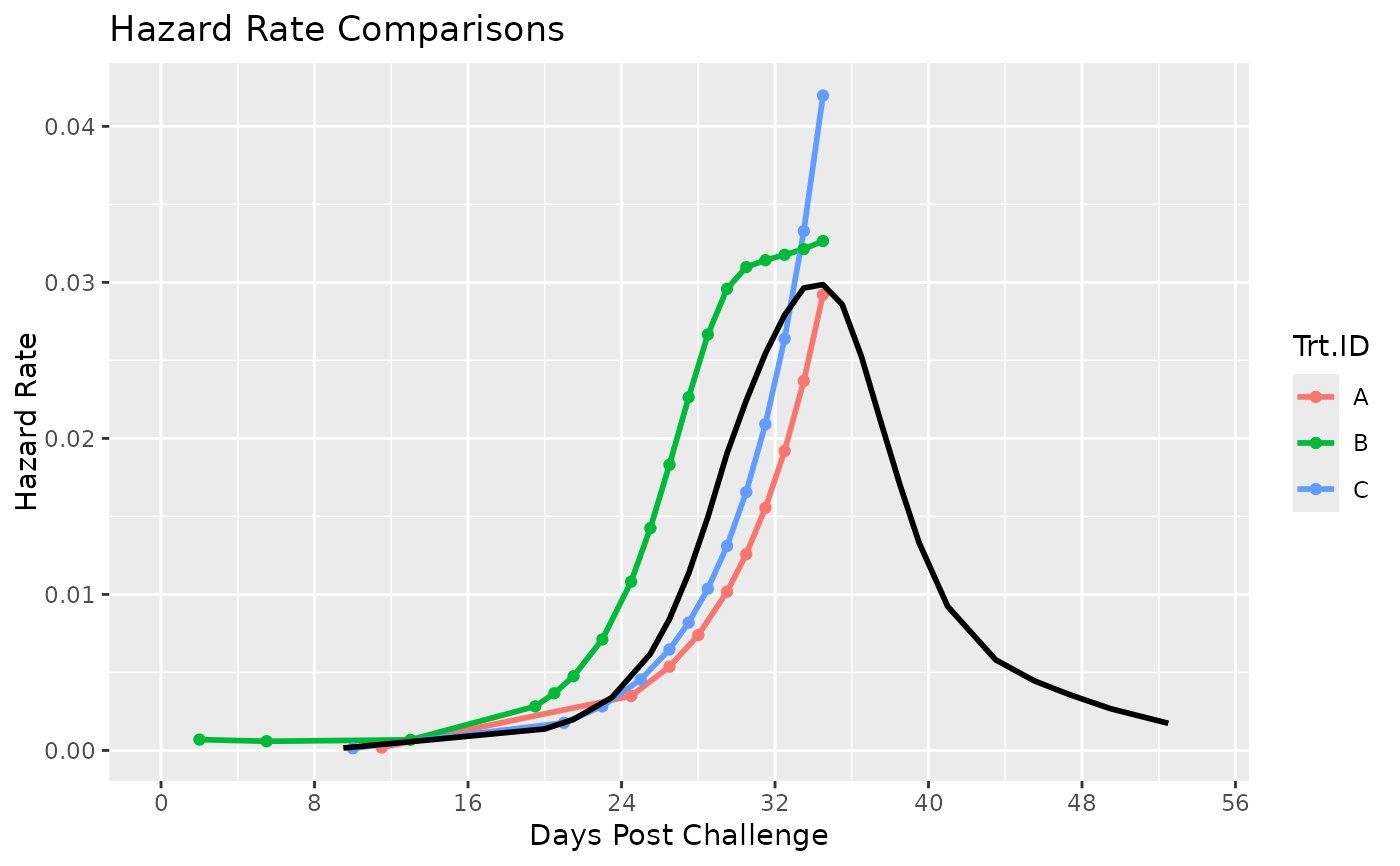 Hazard Rate Comparisons
Hazard Rate
0.04
0.03
0.02
0.01
0.00
0 8 16 24 32 40 48 56
Days Post Challenge
Trt.ID
A
B
C